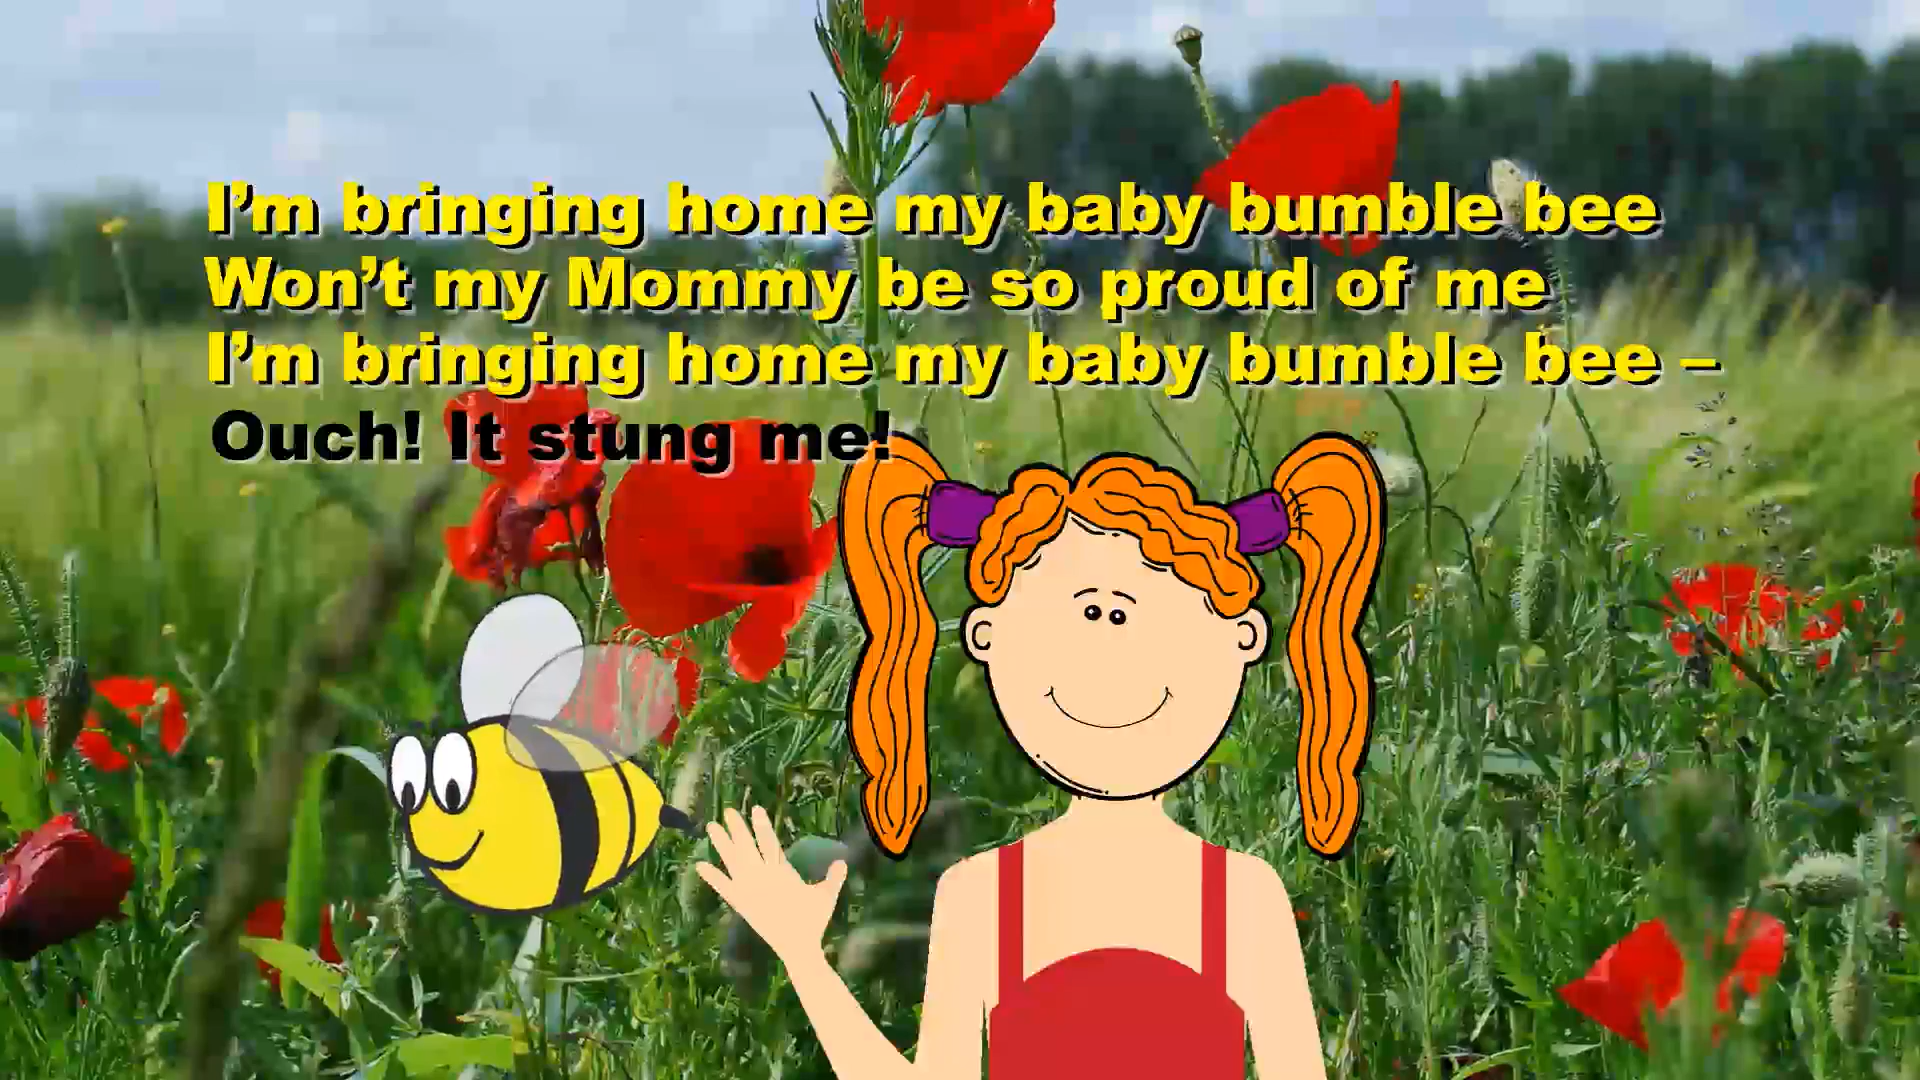 I’m bringing home my baby bumble bee
Won’t my Mommy be so proud of me
I’m bringing home my baby bumble bee –
Ouch! It stung me!